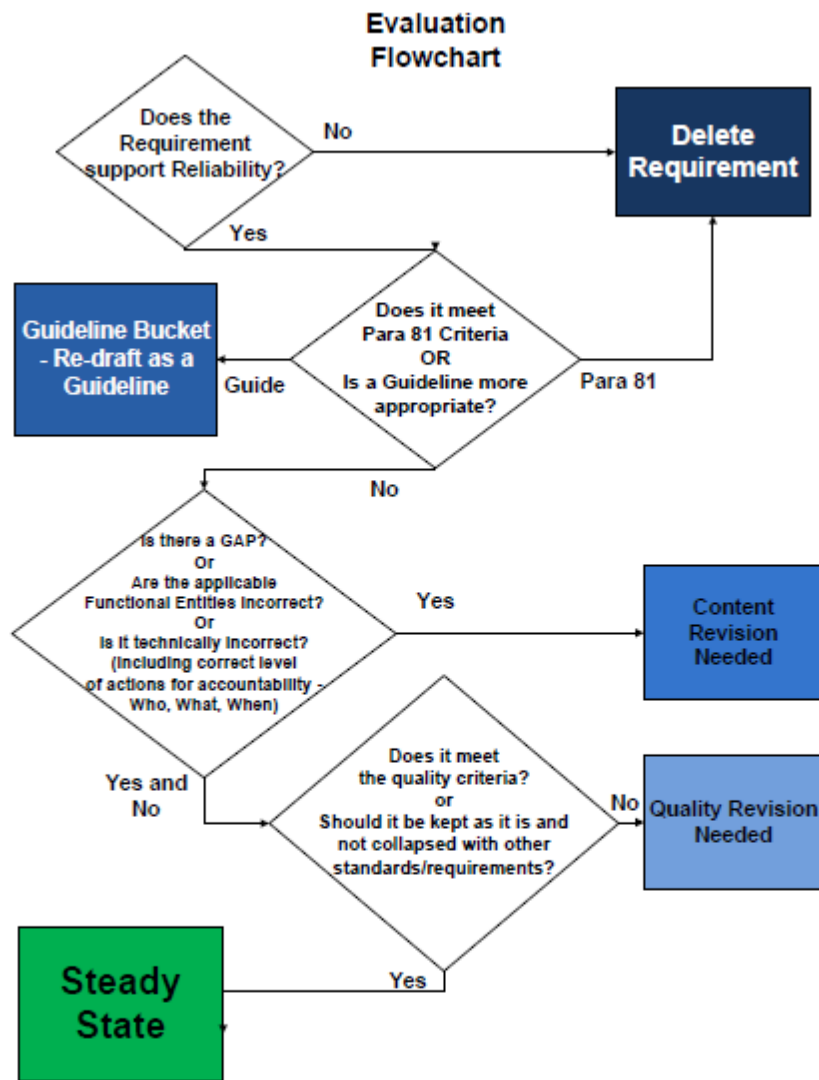 Evaluation
Flowchart
Does the
Requirement
support Reliability?
No
Delete
Requirement
Yes
Guideline Bucket
- Re-draft as a
Guideline
Guide
Does it meet
Para 81 Criteria
OR
Is a Guideline more
appropriate?
Para 81
No
Is there a GAP?
Or
Are the applicable
Functional Entities Incorrect?
Or
Is it technically Incorrect?
(Including correct level
of actions for accountability -
Who, What, When)
Yes
Content
Revision
Needed
Yes and
No
Does it meet
the quality criteria?
or
Should it be kept as it is and
not collapsed with other
standards/requirements?
No
Quality Revision
Needed
Yes
Steady
State